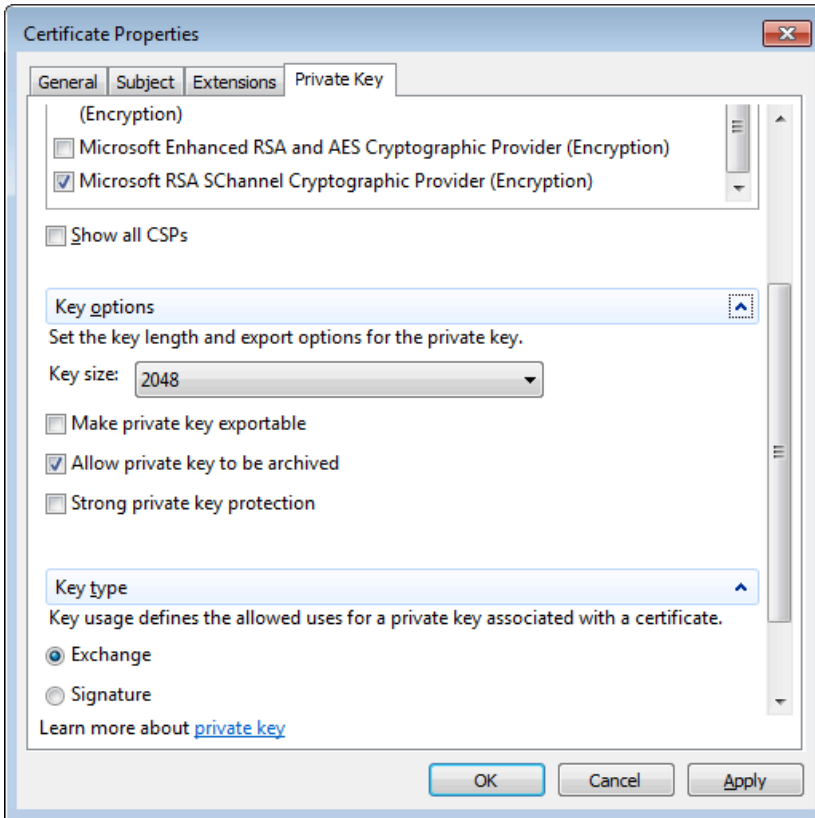 Certificate Properties
General Subject Extensions Private Key
(Encryption)
Microsoft Enhanced RSA and AES Cryptographic Provider (Encryption)
Microsoft RSA SChannel Cryptographic Provider (Encryption)
Show all CSPs
Key options
Set the key length and export options for the private key.
Key size: 2048
Make private key exportable
Allow private key to be archived
Strong private key protection
Key type
Key usage defines the allowed uses for a private key associated with a certificate.
Exchange
Signature
Learn more about private key
OK Cancel Apply